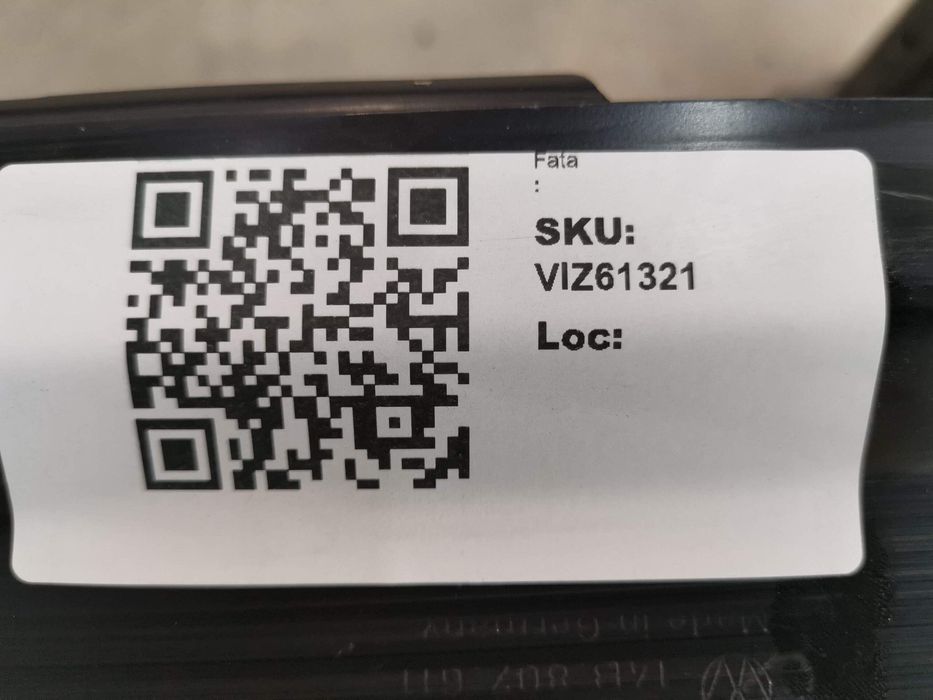 Fata
:
SKU:
VIZ61321
Loc:
Made in Germany